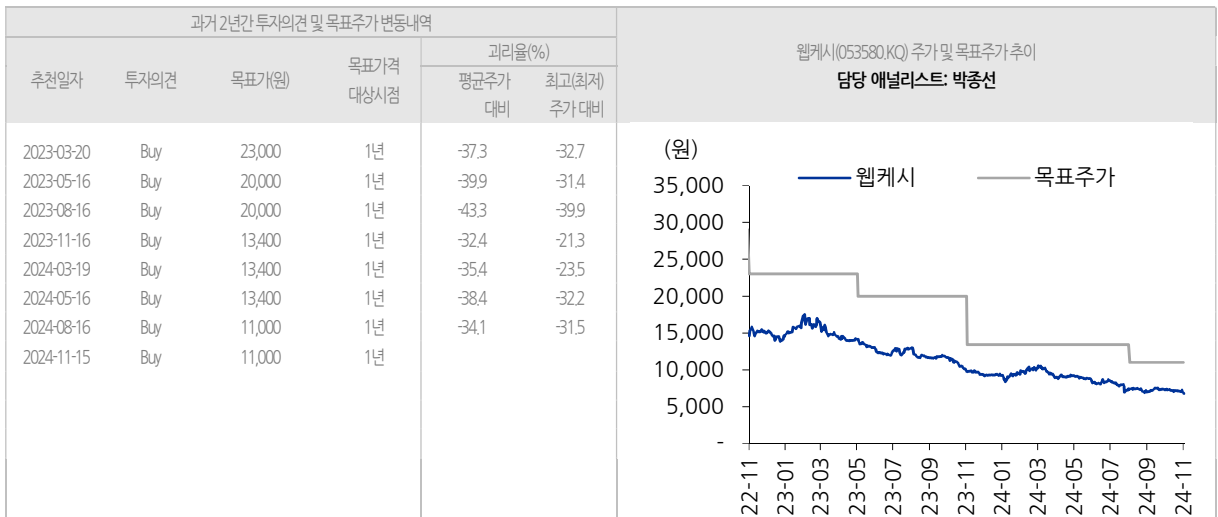 과거 2년간 투자의견 및 목표주가 변동내역
추천일자 투자의견 목표가(원) 목표가격 대상시점 괴리율(%)
평균주가 대비 최고(최저) 주가 대비
2023-03-20 Buy 23,000 1년 -37.3 -32.7
2023-05-16 Buy 20,000 1년 -39.9 -31.4
2023-08-16 Buy 20,000 1년 -43.3 -39.9
2023-11-16 Buy 13,400 1년 -32.4 -21.3
2024-03-19 Buy 13,400 1년 -35.4 -23.5
2024-05-16 Buy 13,400 1년 -38.4 -32.2
2024-08-16 Buy 11,000 1년 -34.1 -31.5
2024-11-15 Buy 11,000 1년
웹케시(053580.KQ) 주가 및 목표주가 추이
담당 애널리스트: 박종선
(원)
웹케시 목표주가
35,000
30,000
25,000
20,000
15,000
10,000
5,000
-
22-11 23-01 23-03 23-05 23-07 23-09 23-11 24-01 24-03 24-05 24-07 24-09 24-11